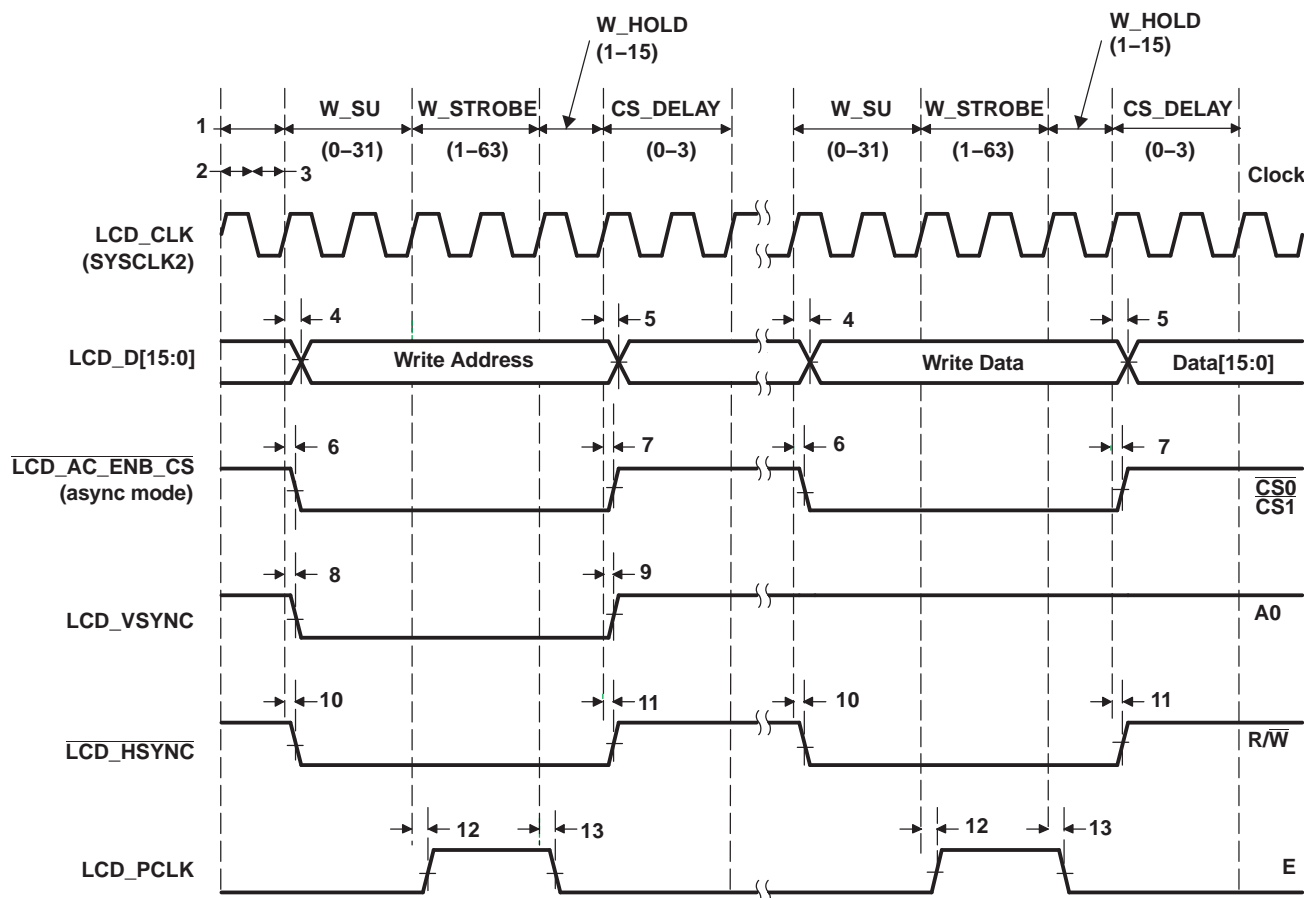 W_HOLD
(1–15)
W_HOLD
(1–15)
W_SU W_STROBE CS_DELAY W_SU W_STROBE CS_DELAY
1
(0–31) (1–63) (0–3) (0–31) (1–63) (0–3)
2 3 Clock
LCD_CLK
(SYSCLK2)
4 5 4 5
LCD_D[15:0] Write Address Write Data Data[15:0]
6 7 6 7
LCD_AC_ENB_CS
(async mode)
CS0
CS1
8 9
LCD_VSYNC A0
10 11 10 11
LCD_HSYNC R/W
12 13 12 13
LCD_PCLK E